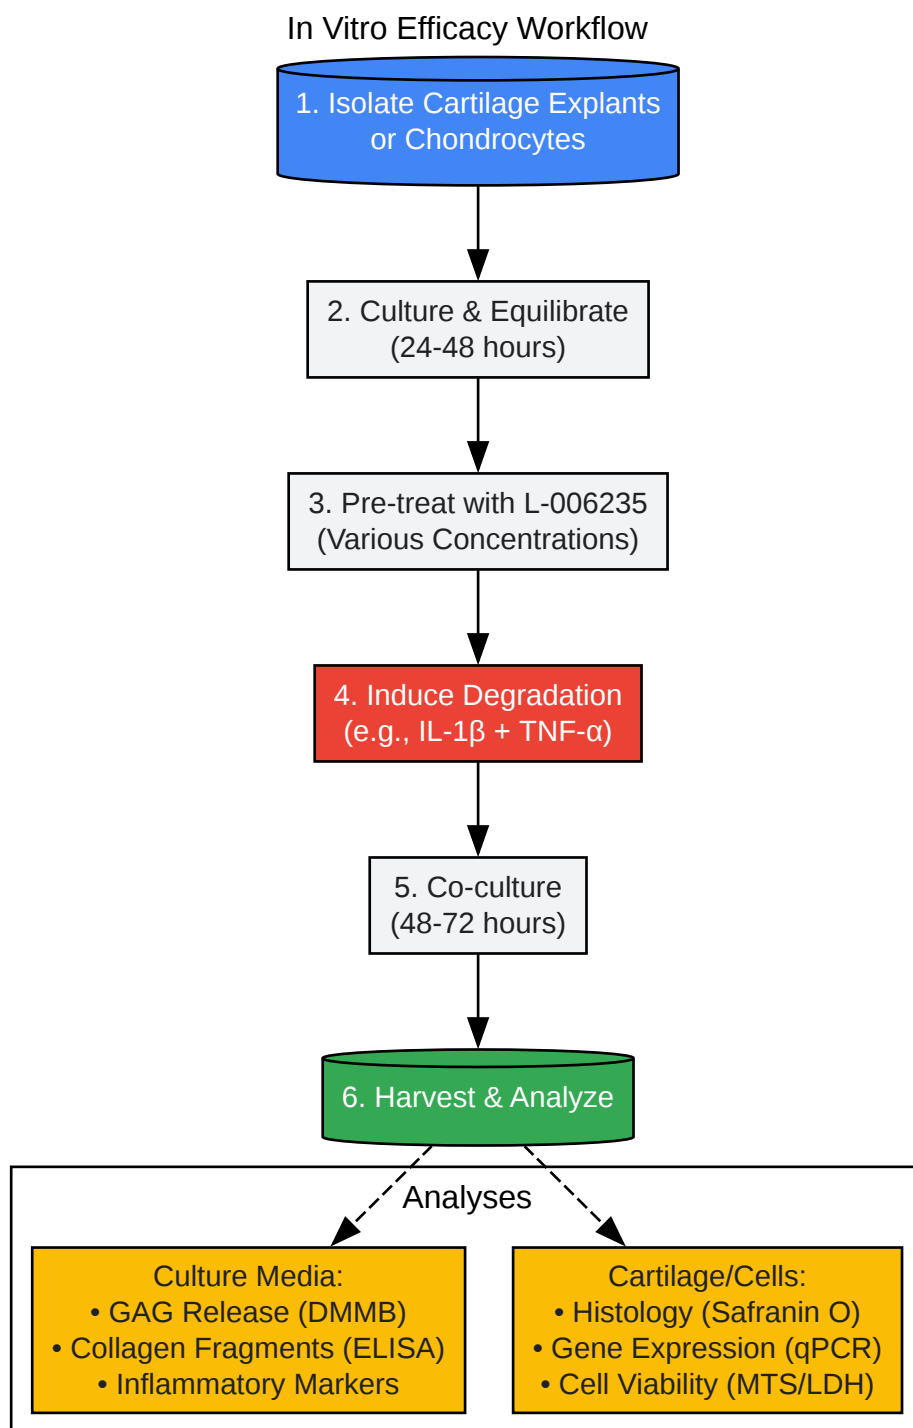 In Vitro Efficacy Workflow
1. Isolate Cartilage Explants
or Chondrocytes
2. Culture & Equilibrate
(24-48 hours)
3. Pre-treat with L-006235
(Various Concentrations)
4. Induce Degradation
(e.g., IL-1β + TNF-α)
5. Co-culture
(48-72 hours)
6. Harvest & Analyze
Analyses
Culture Media:
• GAG Release (DMMB)
• Collagen Fragments (ELISA)
• Inflammatory Markers
Cartilage/Cells:
• Histology (Safranin O)
• Gene Expression (qPCR)
• Cell Viability (MTS/LDH)